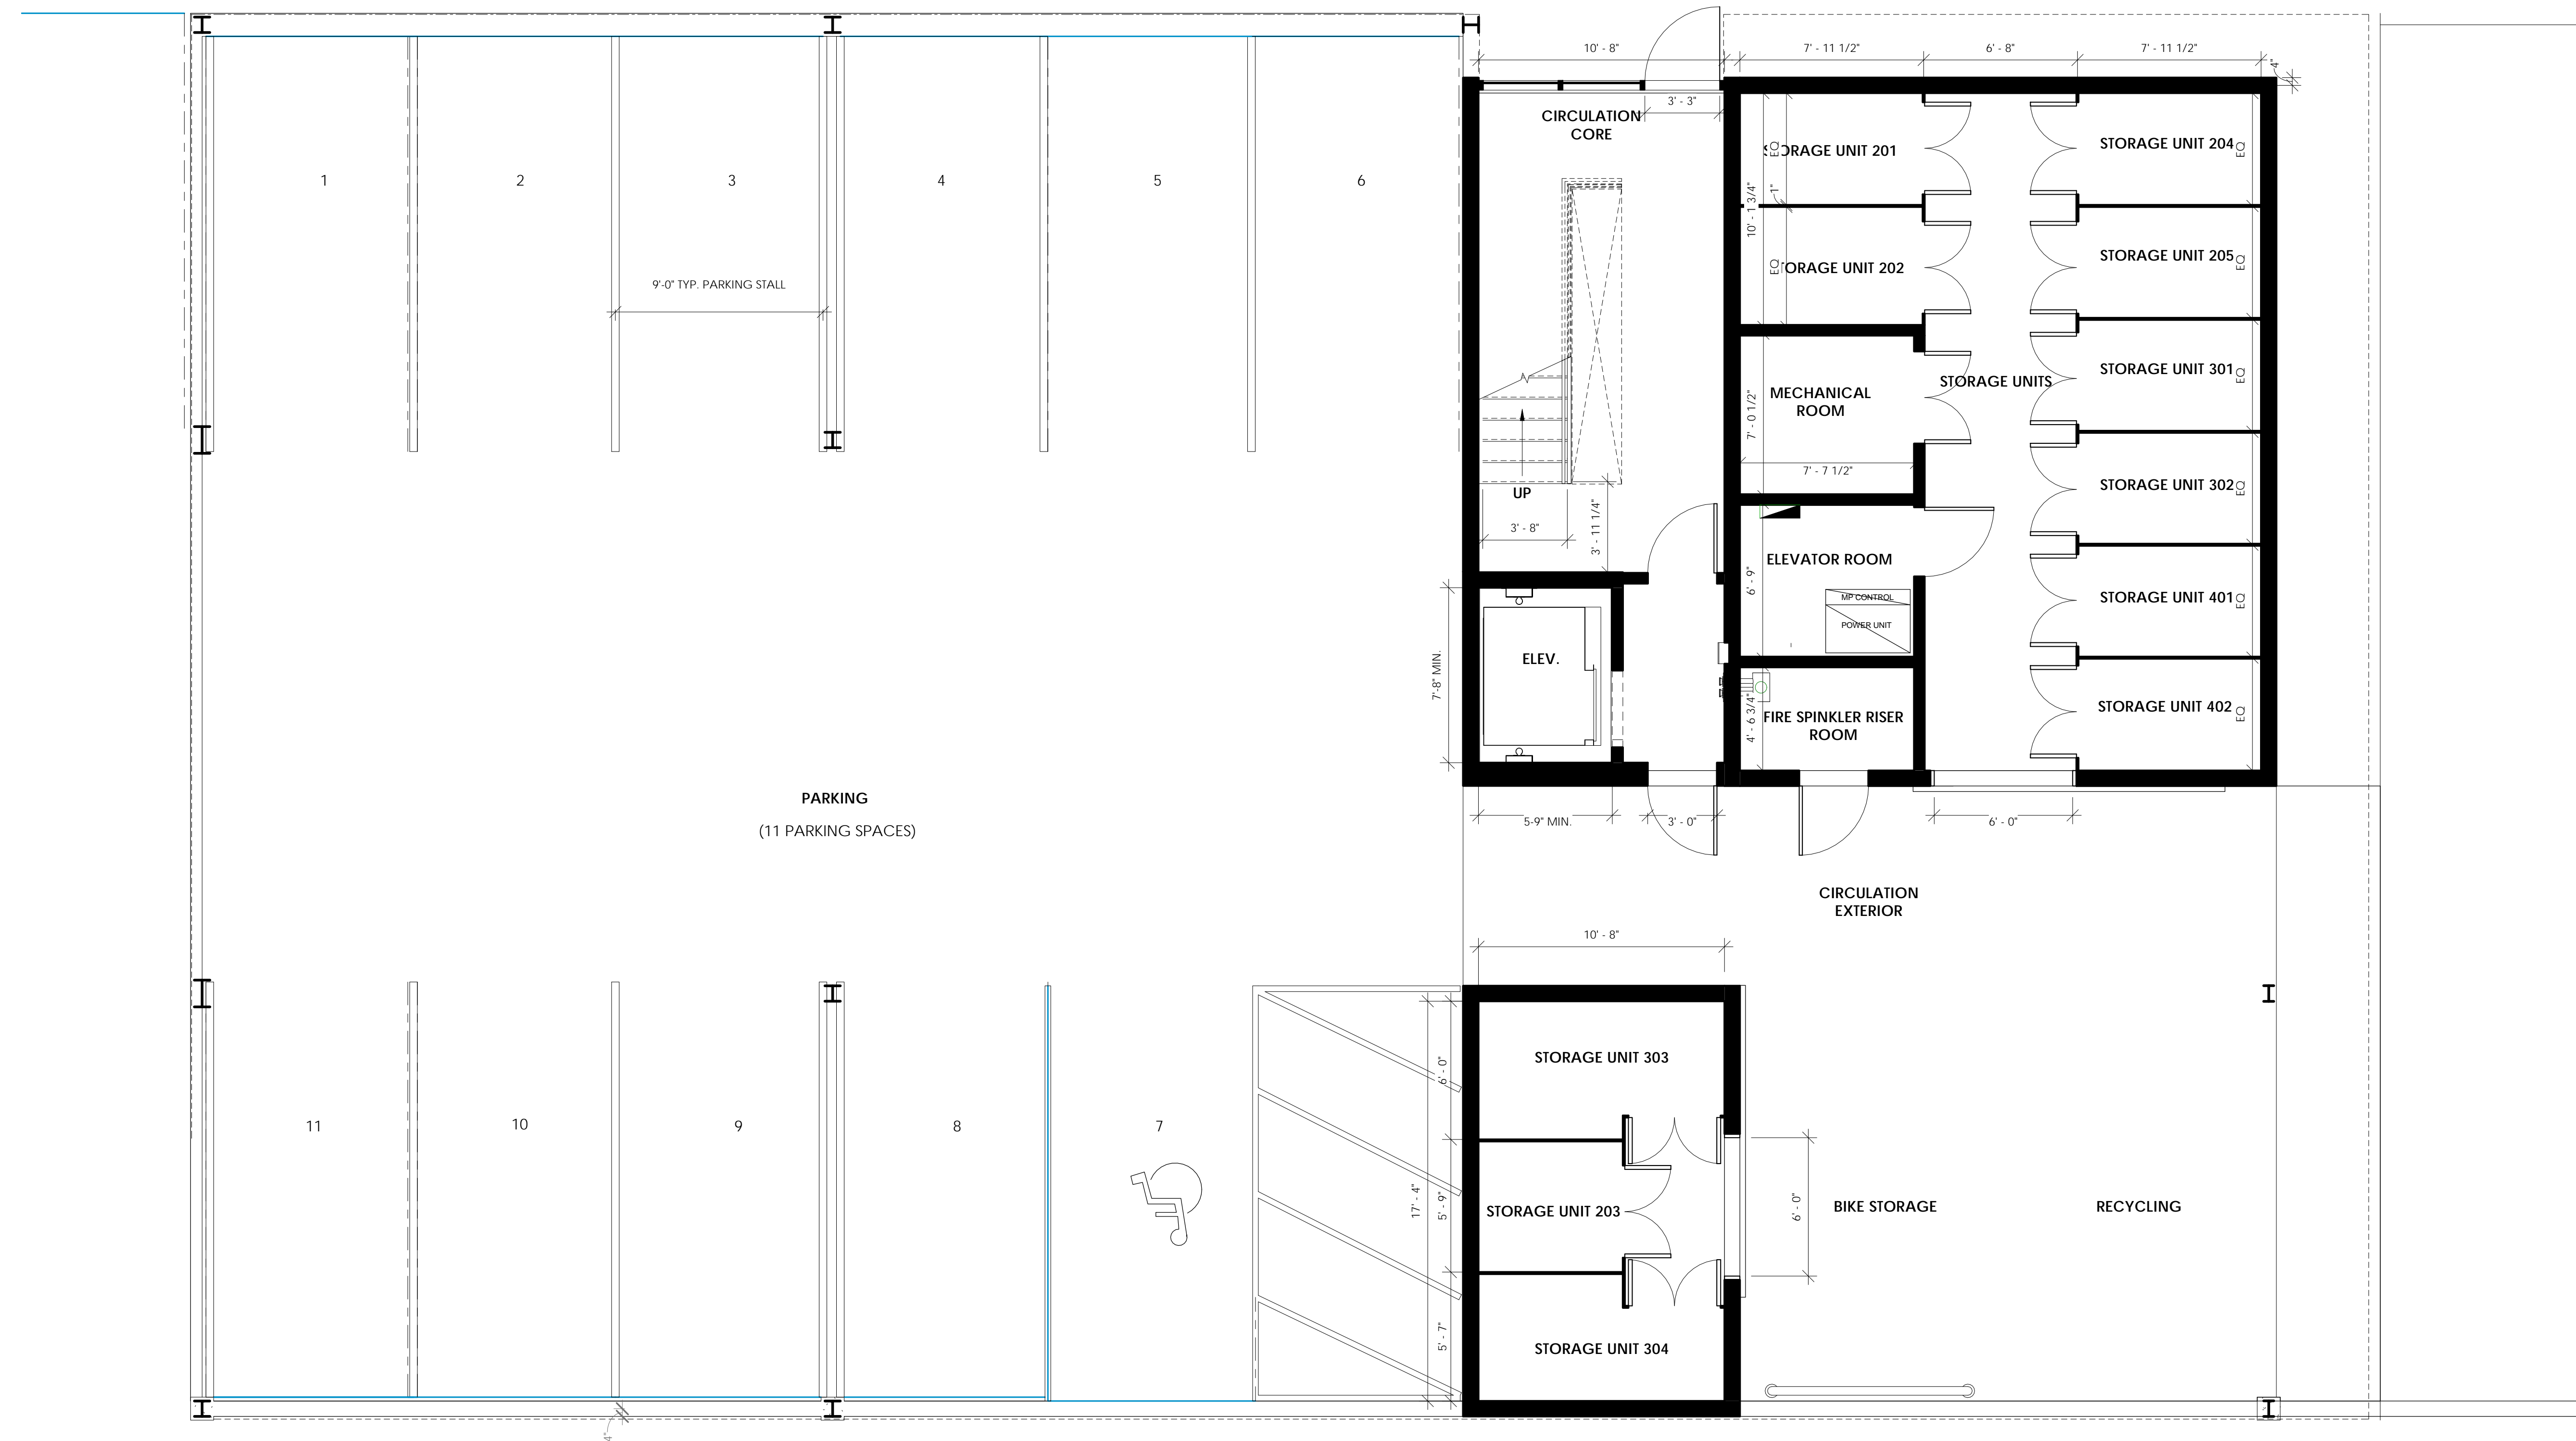 10' - 8"
7' - 11 1/2"
6' - 8"
7' - 11 1/2"
4"
3' - 3"
CIRCULATION
CORE
1
2
3
4
5
6
9'-0" TYP. PARKING STALL
STORAGE UNIT 201
EQ
1"
10' - 1 3/4"
STORAGE UNIT 202
EQ
STORAGE UNIT 204
EQ
STORAGE UNIT 205
EQ
STORAGE UNIT 301
EQ
STORAGE UNITS
MECHANICAL
ROOM
7' - 0 1/2"
7' - 7 1/2"
STORAGE UNIT 302
EQ
UP
3' - 8"
3' - 11 1/4"
ELEVATOR ROOM
6' - 9"
MP CONTROL
POWER UNIT
STORAGE UNIT 401
EQ
ELEV.
7'-8" MIN.
FIRE SPINKLER RISER
ROOM
4' - 6 3/4"
STORAGE UNIT 402
EQ
PARKING
(11 PARKING SPACES)
5-9" MIN.
3' - 0"
6' - 0"
CIRCULATION
EXTERIOR
10' - 8"
STORAGE UNIT 303
6' - 0"
11
10
9
8
7
17' - 4"
5' - 9"
STORAGE UNIT 203
6' - 0"
BIKE STORAGE
RECYCLING
5' - 7"
STORAGE UNIT 304